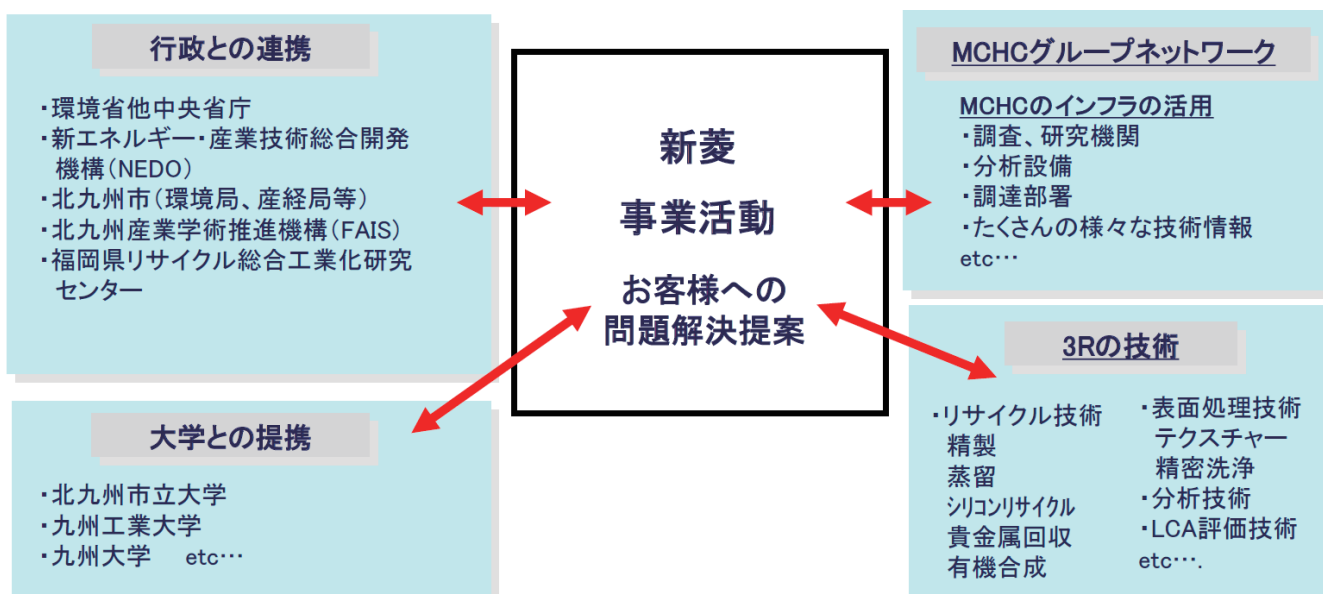 行政との連携
・環境省他中央省庁
・新エネルギー・産業技術総合開発
機構(NEDO)
・北九州市(環境局、産経局等)
・北九州産業学術推進機構(FAIS)
・福岡県リサイクル総合工業化研究
センター
大学との提携
・北九州市立大学
・九州工業大学
・九州大学 etc…
新菱
事業活動
お客様への
問題解決提案
MCHCグループネットワーク
MCHCのインフラの活用
・調査、研究機関
・分析設備
・調達部署
・たくさんの様々な技術情報
etc…
3Rの技術
・リサイクル技術
精製
蒸留
シリコンリサイクル
貴金属回収
有機合成
・表面処理技術
テクスチャー
精密洗浄
・分析技術
・LCA評価技術
etc….